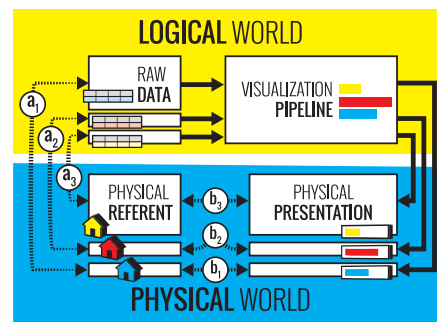 LOGICAL WORLD
RAW
DATA
VISUALIZATION
PIPELINE
a1
a2
a3
PHYSICAL
REFERENT
b3
PHYSICAL
PRESENTATION
b2
b1
PHYSICAL WORLD